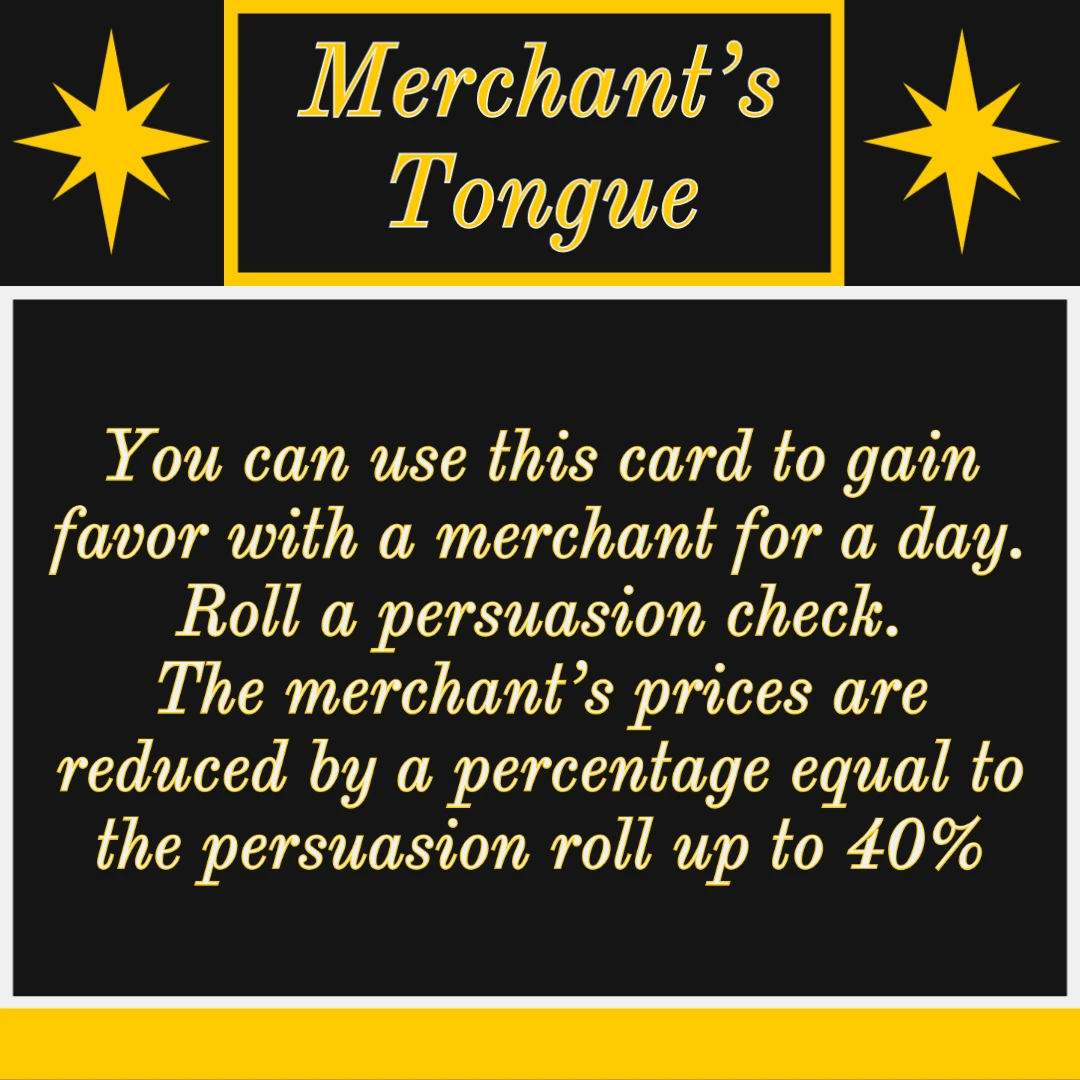 Merchant’s
Tongue
You can use this card to gain
favor with a merchant for a day.
Roll a persuasion check.
The merchant’s prices are
reduced by a percentage equal to
the persuasion roll up to 40%